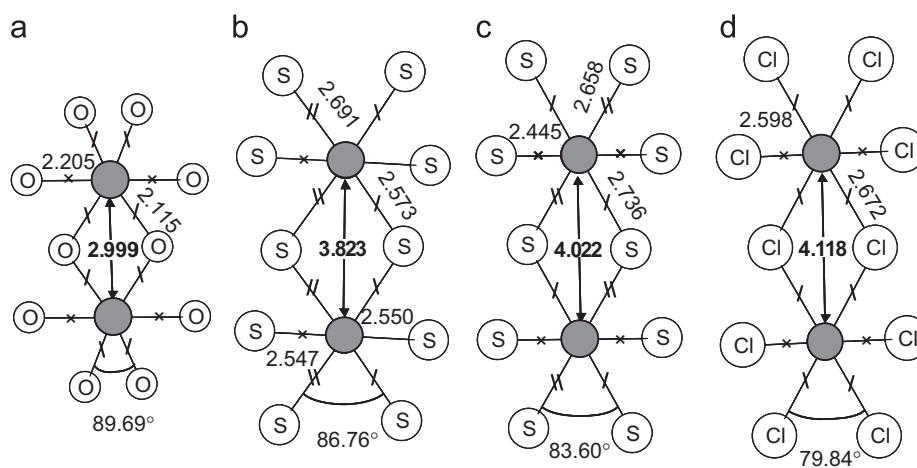 a
O O
2.205
O O
2.115
O 2.999 O
O O
O O
89.69°
b
S S
2.691
S S
2.573
S 3.823 S
S 2.550 S
2.547
S S
86.76°
c
S S
2.658
2.445
S S
2.736
S 4.022 S
S S
S S
83.60°
d
Cl Cl
2.598
Cl Cl
2.672
Cl 4.118 Cl
Cl Cl
Cl Cl
79.84°